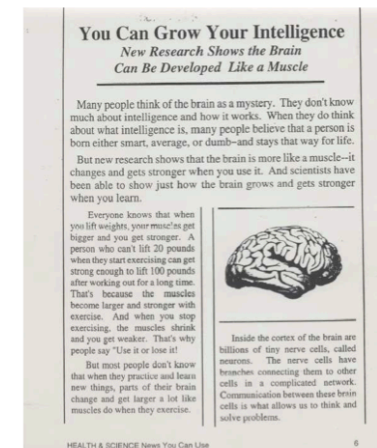 You Can Grow Your Intelligence
New Research Shows the Brain
Can Be Developed Like a Muscle
Many people think of the brain as a mystery. They don't know
much about intelligence and how it works. When they do think
about what intelligence is, many people believe that a person is
born either smart, average, or dumb–and stays that way for life.
But new research shows that the brain is more like a muscle--it
changes and gets stronger when you use it. And scientists have
been able to show just how the brain grows and gets stronger
when you learn.
Everyone knows that when
you lift weights, your muscles get
bigger and you get stronger. A
person who can't lift 20 pounds
when they start exercising can get
strong enough to lift 100 pounds
after working out for a long time.
That's because the muscles
become larger and stronger with
exercise. And when you stop
exercising, the muscles shrink
and you get weaker. That's why
people say "Use it or lose it!
But most people don't know
that when they practice and learn
new things, parts of their brain
change and get larger a lot like
muscles do when they exercise.
Inside the cortex of the brain are
billions of tiny nerve cells, called
neurons. The nerve cells have
branches connecting them to other
cells in a complicated network.
Communication between these brain
cells is what allows us to think and
solve problems.
HEALTH & SCIENCE News You Can Use 6